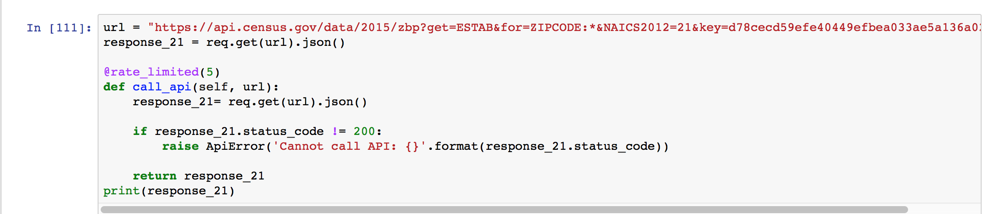 In [111]: url = "https://api.census.gov/data/2015/zbp?get=ESTAB&for=ZIPCODE:*&NAICS2012=21&key=d78cecd59efe40449efbea033ae5a136a02
response_21 = req.get(url).json()
@rate_limited(5)
def call_api(self, url):
    response_21= req.get(url).json()
    if response_21.status_code != 200:
        raise ApiError('Cannot call API: {}'.format(response_21.status_code))
    return response_21
print(response_21)